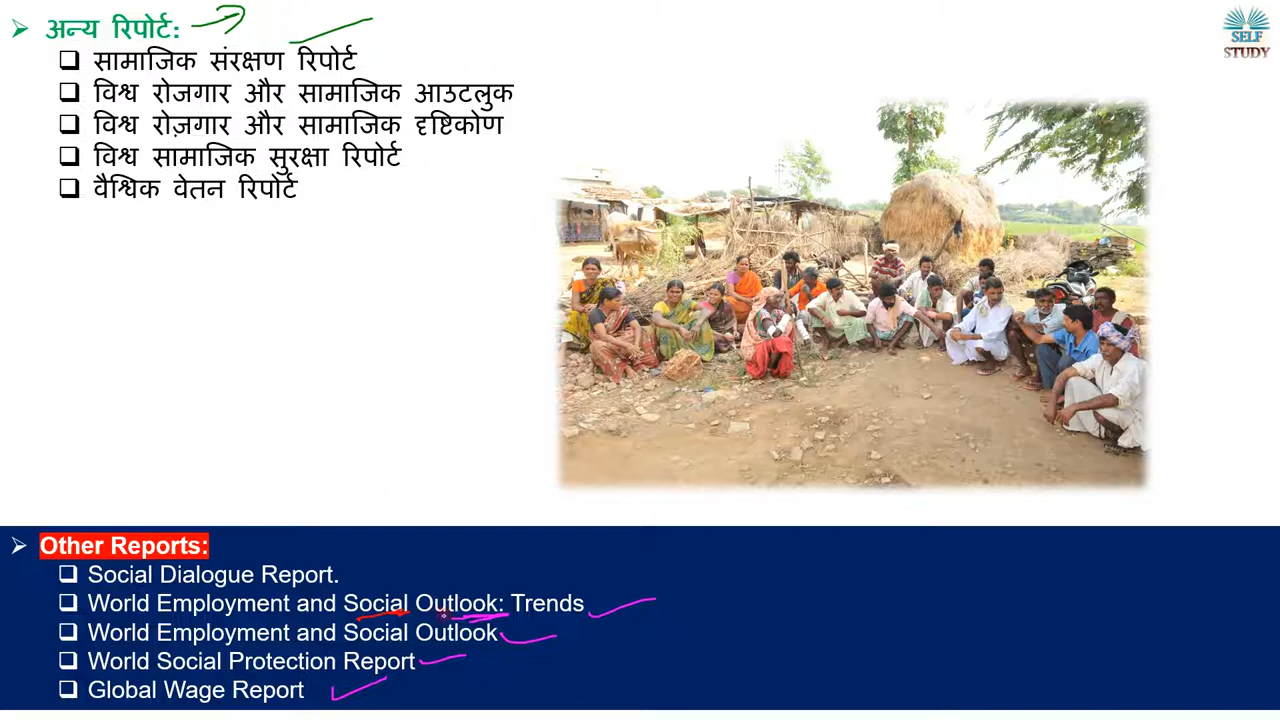 अन्य रिपोर्ट:
सामाजिक संरक्षण रिपोर्ट
विश्व रोजगार और सामाजिक आउटलुक
विश्व रोज़गार और सामाजिक दृष्टिकोण
विश्व सामाजिक सुरक्षा रिपोर्ट
वैश्विक वेतन रिपोर्ट
SELF
STUDY
Other Reports:
Social Dialogue Report.
World Employment and Social Outlook: Trends
World Employment and Social Outlook
World Social Protection Report
Global Wage Report